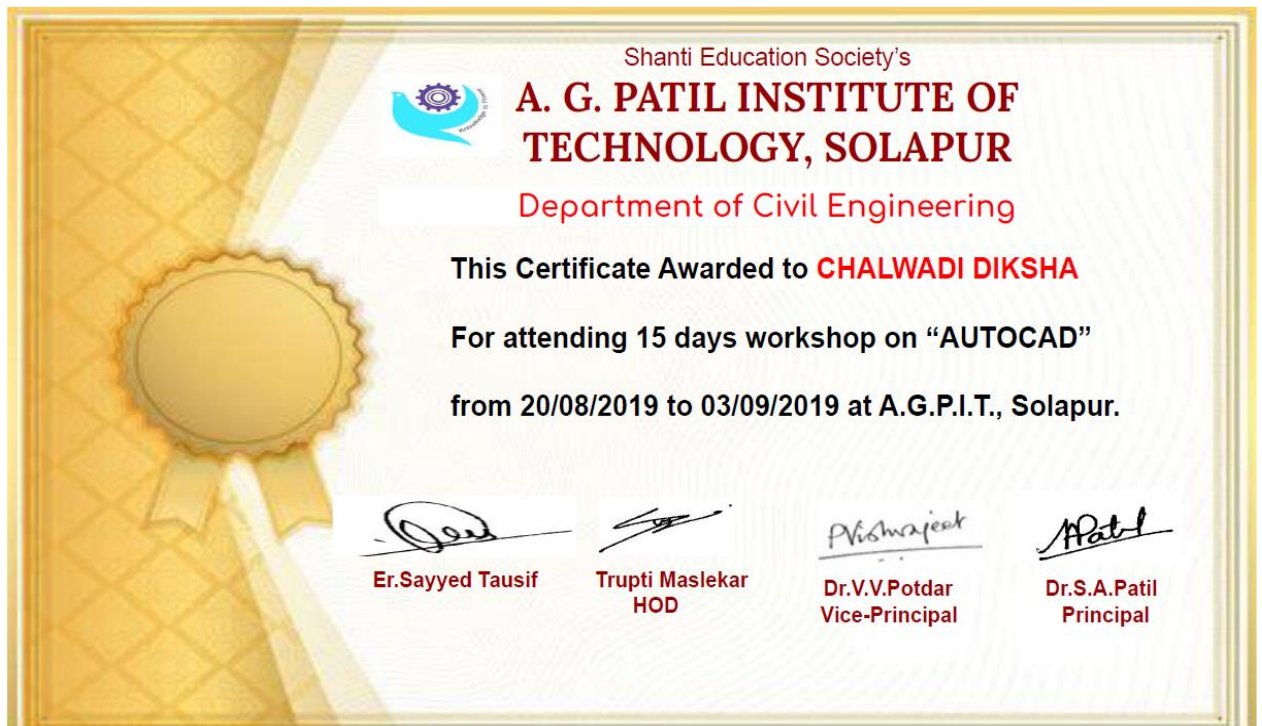 Shanti Education Society's
A. G. PATIL INSTITUTE OF
TECHNOLOGY, SOLAPUR
Department of Civil Engineering
This Certificate Awarded to CHALWADI DIKSHA
For attending 15 days workshop on “AUTOCAD”
from 20/08/2019 to 03/09/2019 at A.G.P.I.T., Solapur.
PVishwajeet
APatil
Er.Sayyed Tausif
Trupti Maslekar
HOD
Dr.V.V.Potdar
Vice-Principal
Dr.S.A.Patil
Principal